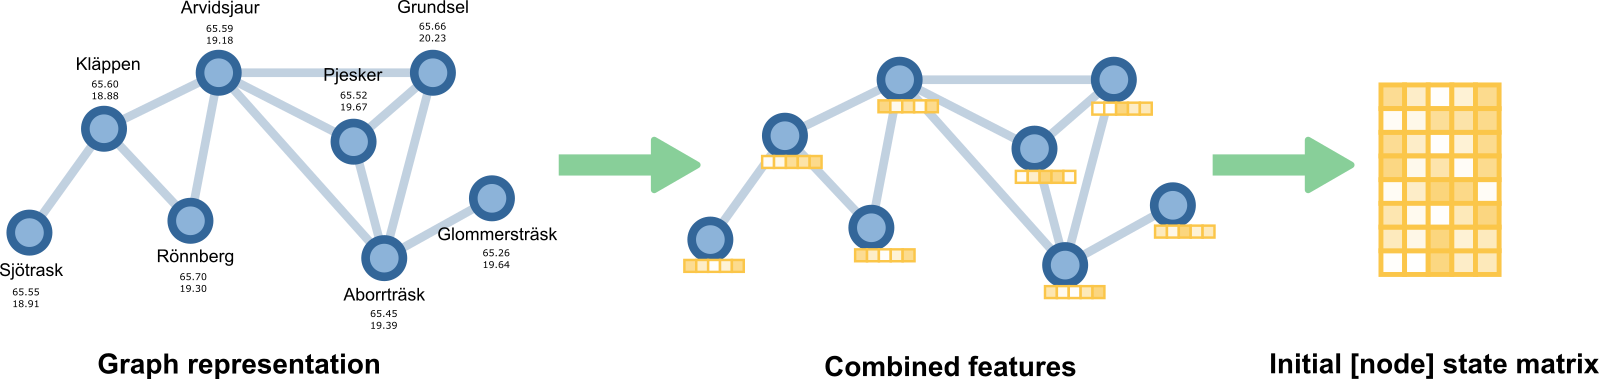 Arvidsjaur
65.59
19.18
Grundsel
65.66
20.23
Kläppen
65.60
18.88
Pjesker
65.52
19.67
Sjötrask
65.55
18.91
Rönnberg
65.70
19.30
Glommersträsk
65.26
19.64
Aborrträsk
65.45
19.39
Graph representation
Combined features
Initial [node] state matrix